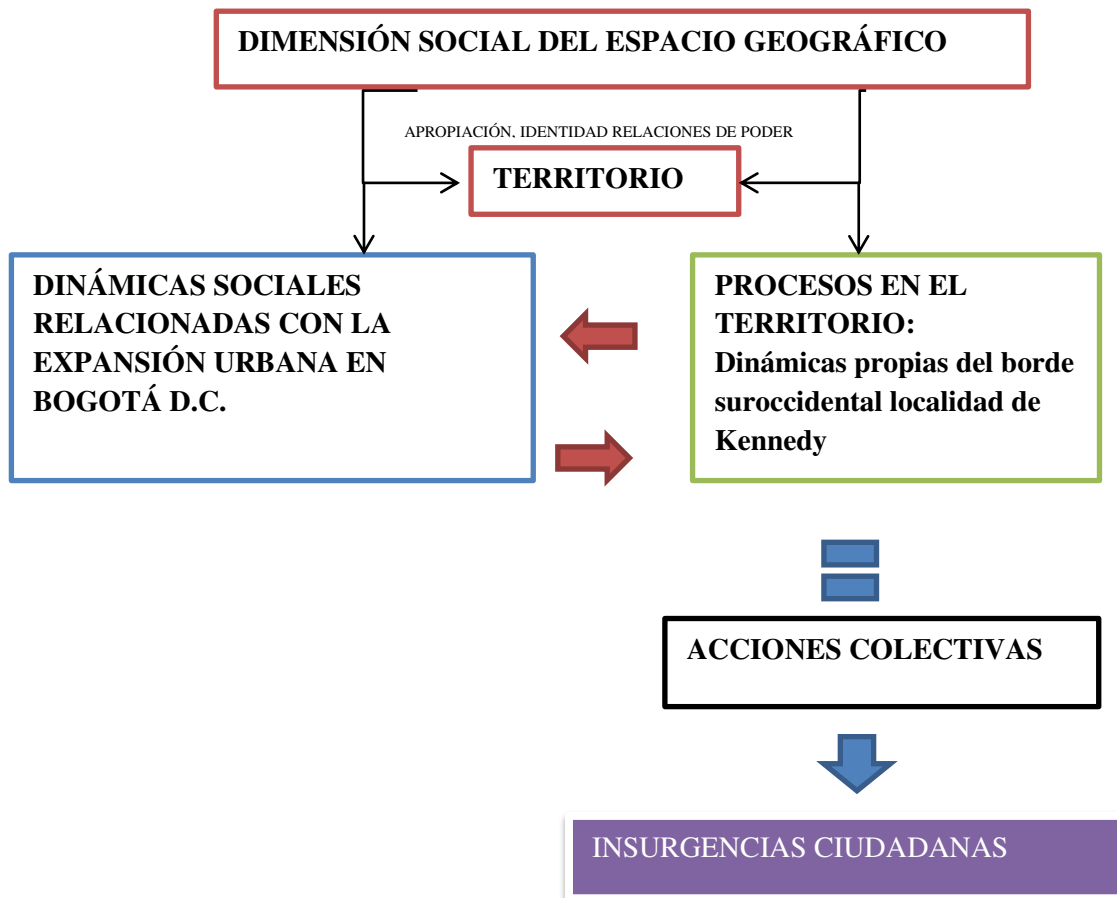 DIMENSIÓN SOCIAL DEL ESPACIO GEOGRÁFICO
APROPIACIÓN, IDENTIDAD RELACIONES DE PODER
TERRITORIO
DINÁMICAS SOCIALES
RELACIONADAS CON LA
EXPANSIÓN URBANA EN
BOGOTÁ D.C.
PROCESOS EN EL
TERRITORIO:
Dinámicas propias del borde
suroccidental localidad de
Kennedy
ACCIONES COLECTIVAS
INSURGENCIAS CIUDADANAS